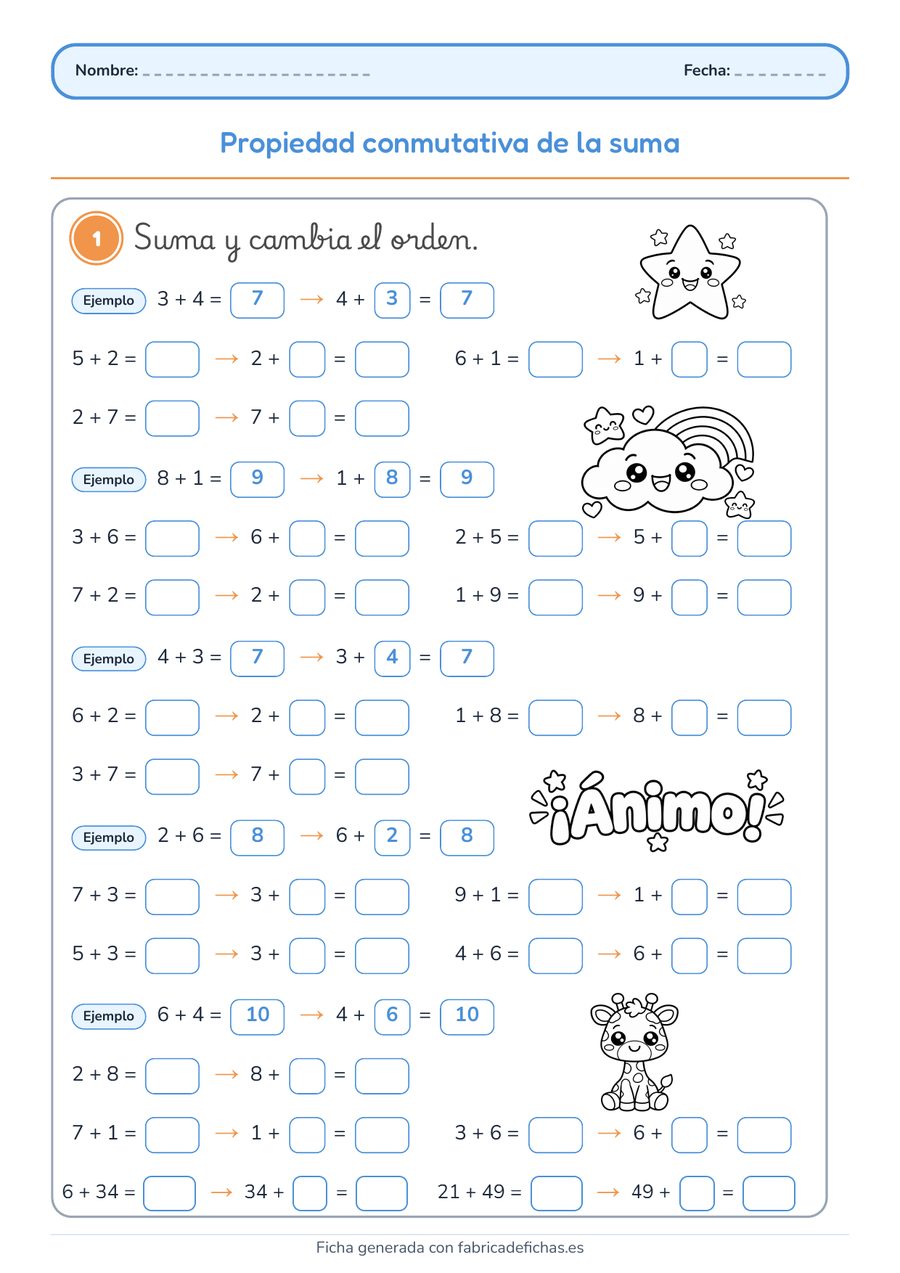 Nombre: Fecha:
Propiedad conmutativa de la suma
1 Suma y cambia el orden.
Ejemplo 3 + 4 = 7 → 4 + 3 = 7
5 + 2 = → 2 + = 6 + 1 = → 1 + =
2 + 7 = → 7 + =
Ejemplo 8 + 1 = 9 → 1 + 8 = 9
3 + 6 = → 6 + = 2 + 5 = → 5 + =
7 + 2 = → 2 + = 1 + 9 = → 9 + =
Ejemplo 4 + 3 = 7 → 3 + 4 = 7
6 + 2 = → 2 + = 1 + 8 = → 8 + =
3 + 7 = → 7 + =
¡Ánimo!
Ejemplo 2 + 6 = 8 → 6 + 2 = 8
7 + 3 = → 3 + = 9 + 1 = → 1 + =
5 + 3 = → 3 + = 4 + 6 = → 6 + =
Ejemplo 6 + 4 = 10 → 4 + 6 = 10
2 + 8 = → 8 + =
7 + 1 = → 1 + = 3 + 6 = → 6 + =
6 + 34 = → 34 + = 21 + 49 = → 49 + =
Ficha generada con fabricadefichas.es